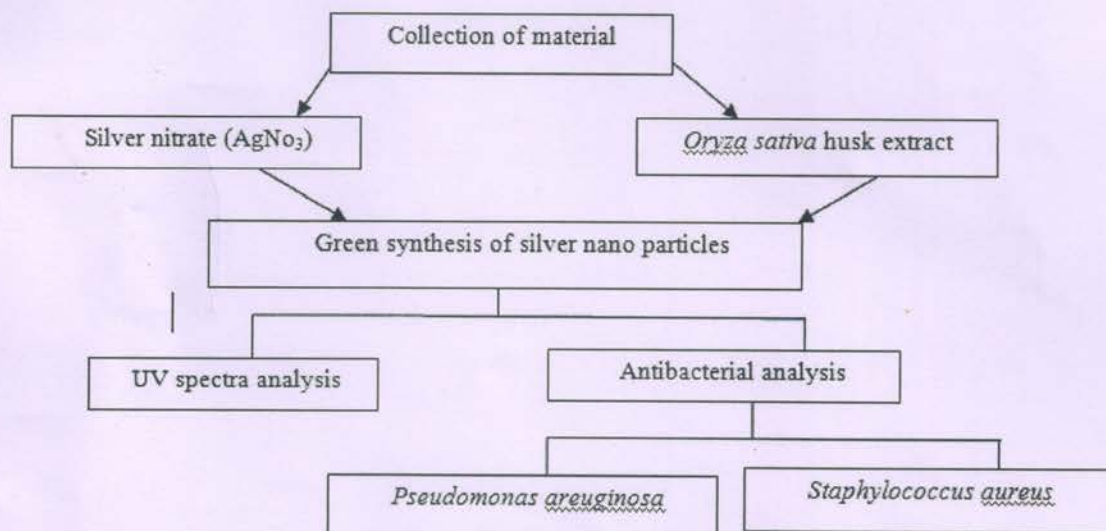 Collection of material
Silver nitrate (AgNo₃)
Oryza sativa husk extract
Green synthesis of silver nano particles
UV spectra analysis
Antibacterial analysis
Pseudomonas areuginosa
Staphylococcus aureus